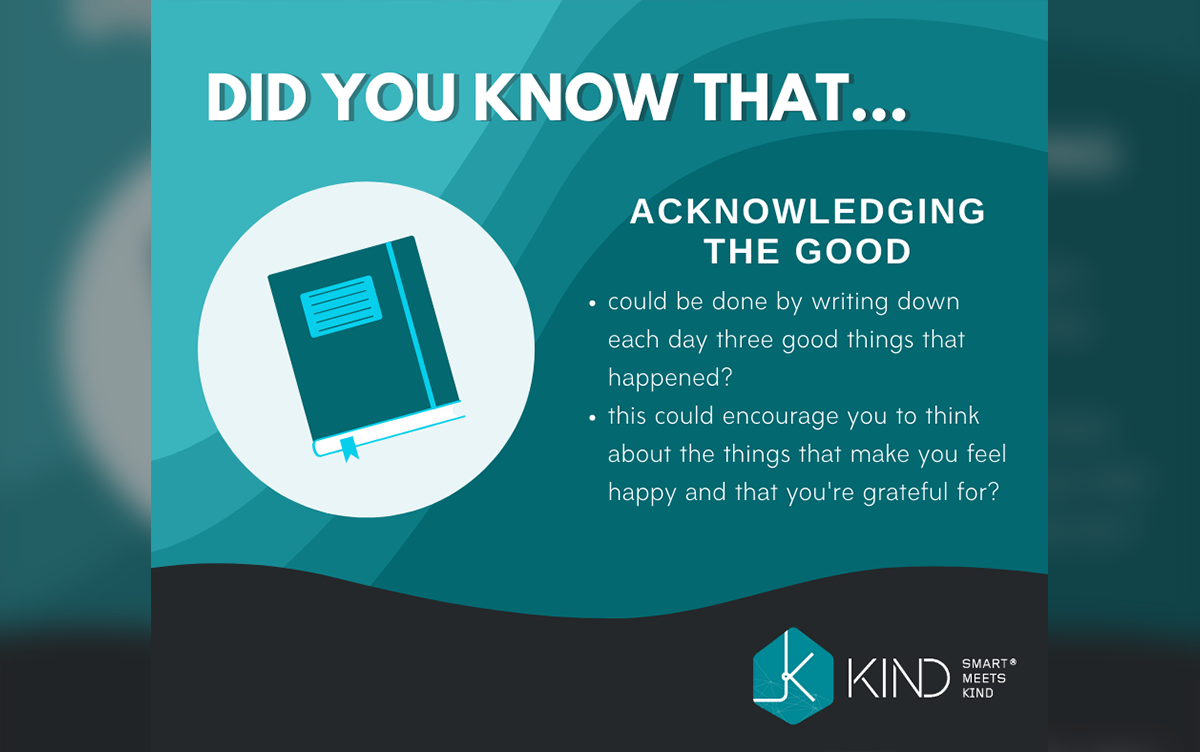 DID YOU KNOW THAT...
ACKNOWLEDGING
THE GOOD
• could be done by writing down
each day three good things that
happened?
• this could encourage you to think
about the things that make you feel
happy and that you're grateful for?
KIND
SMART®
MEETS
KIND